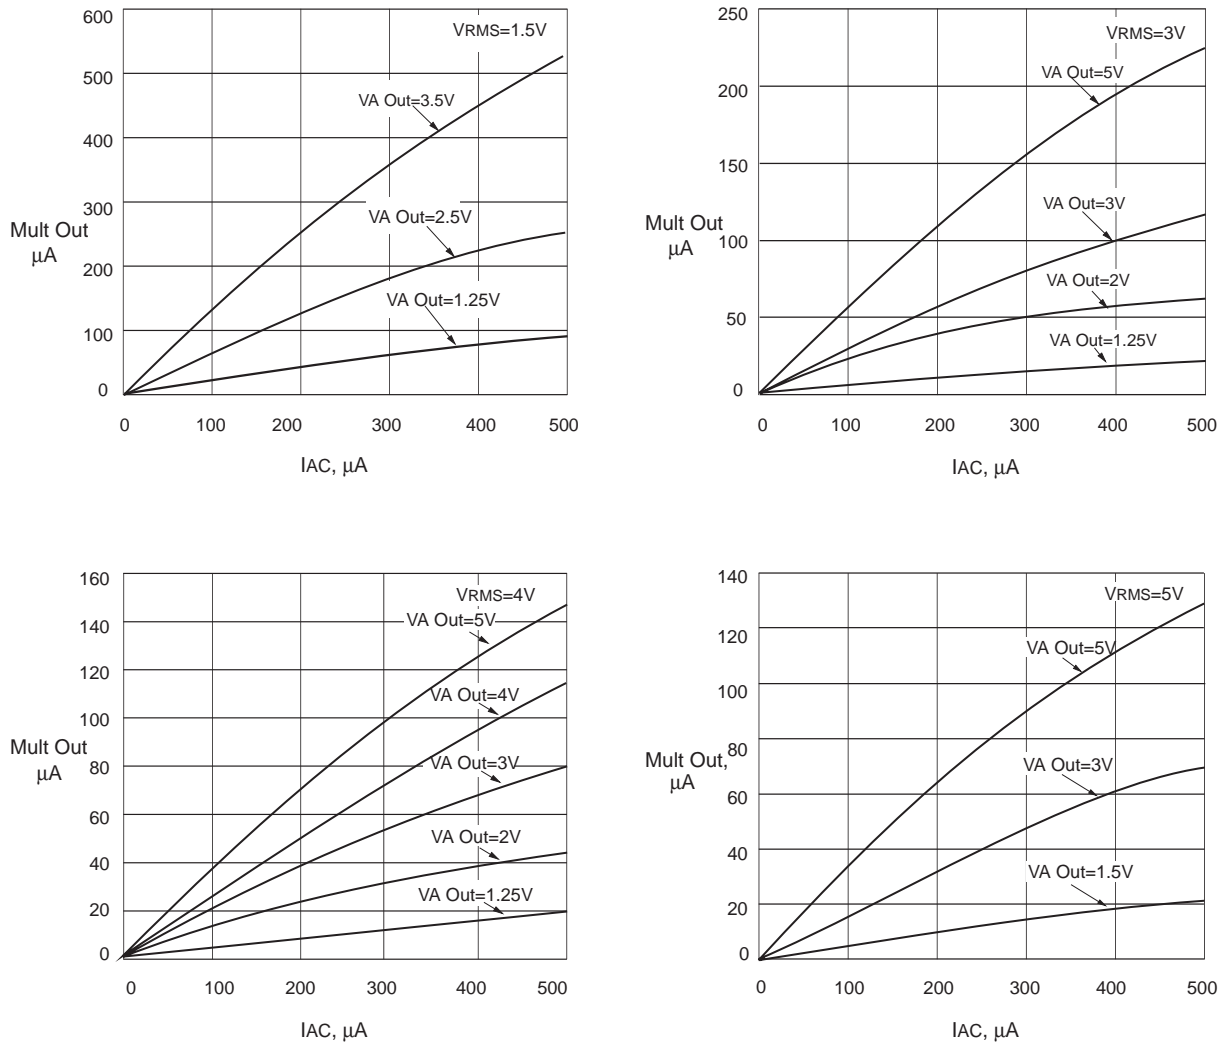 600
500
400
300
200
100
0
VRMS=1.5V
VA Out=3.5V
VA Out=2.5V
VA Out=1.25V
Mult Out
µA
0 100 200 300 400 500
IAC, µA
250
200
150
100
50
0
VRMS=3V
VA Out=5V
VA Out=3V
VA Out=2V
VA Out=1.25V
Mult Out
µA
0 100 200 300 400 500
IAC, µA
160
140
120
100
80
60
40
20
0
VRMS=4V
VA Out=5V
VA Out=4V
VA Out=3V
VA Out=2V
VA Out=1.25V
Mult Out
µA
0 100 200 300 400 500
IAC, µA
140
120
100
80
60
40
20
0
VRMS=5V
VA Out=5V
VA Out=3V
VA Out=1.5V
Mult Out,
µA
0 100 200 300 400 500
IAC, µA